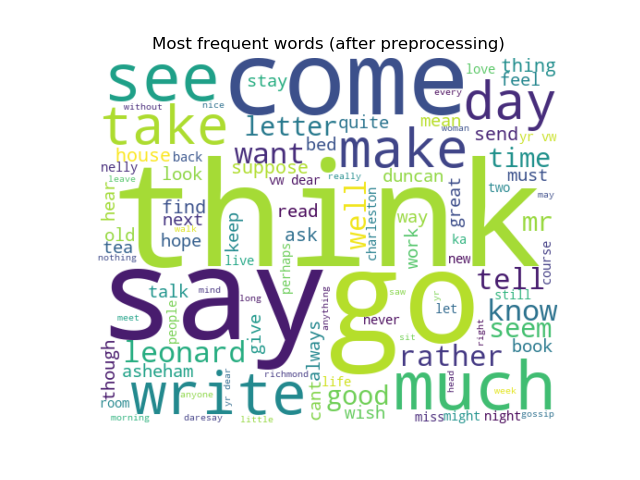 Most frequent words (after preprocessing)
see come thing
stay love feel
without nice every day
take letter quite mean woman send yr vw
house back want make time
nelly look suppose bed duncan must
leave vw dear really two may
hear think well charleston great
find read way mr
old next hope keep ask work ka new course
tea live perhaps
nothing
say go tell
talk mind long anything saw yr let still know
people give never seem
meet sit right book
though leonard always rather
asheham richmond life head week
write yr dear cant good much
room anyone wish
morning daresay little miss might night gossip
walk